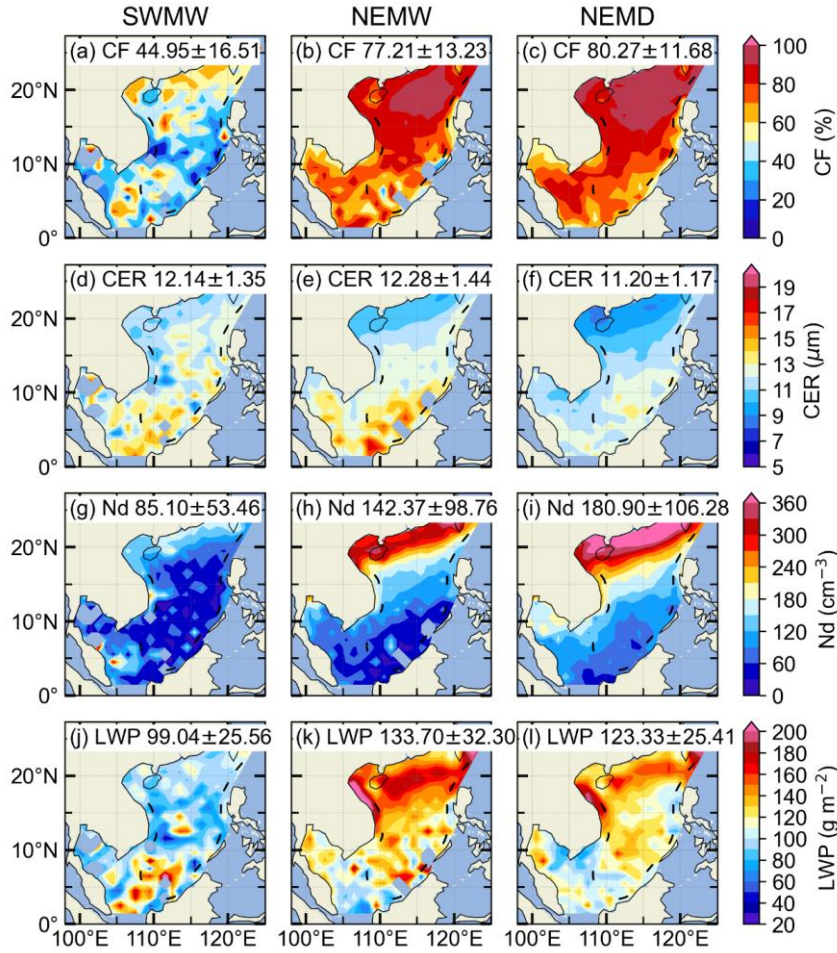 SWMW NEMW NEMD
(a) CF 44.95±16.51 (b) CF 77.21±13.23 (c) CF 80.27±11.68
20°N
10°N
0°
100
80
60
40
20
0
CF (%)
(d) CER 12.14±1.35 (e) CER 12.28±1.44 (f) CER 11.20±1.17
20°N
10°N
0°
19
17
15
13
11
9
7
5
CER (μm)
(g) Nd 85.10±53.46 (h) Nd 142.37±98.76 (i) Nd 180.90±106.28
20°N
10°N
0°
360
300
240
180
120
60
0
Nd (cm⁻³)
(j) LWP 99.04±25.56 (k) LWP 133.70±32.30 (l) LWP 123.33±25.41
20°N
10°N
0°
200
180
160
140
120
100
80
60
40
20
LWP (g m⁻²)
100°E 120°E 100°E 120°E 100°E 120°E